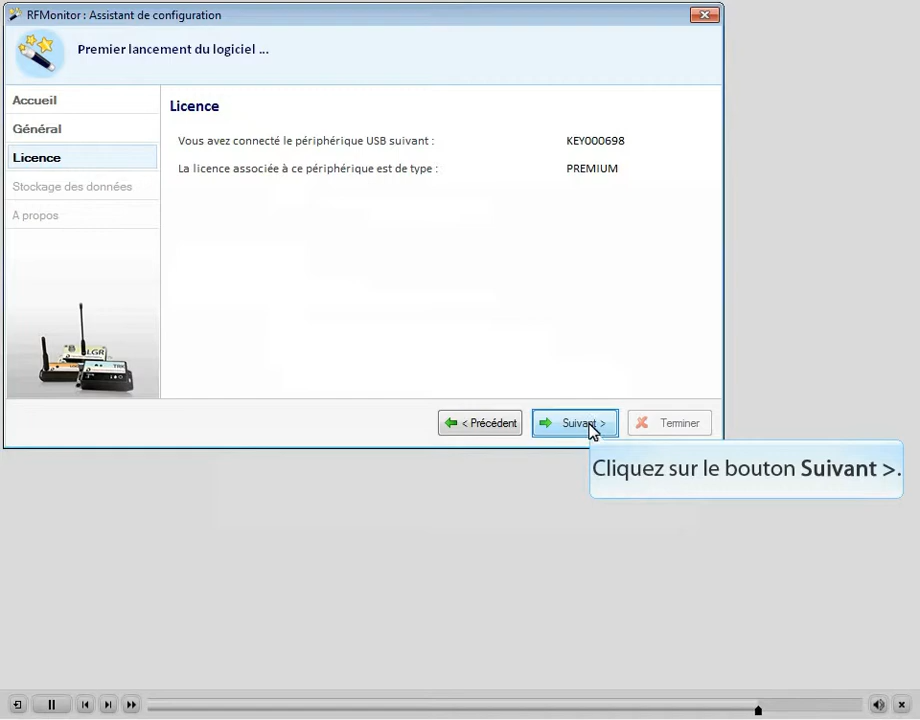 RFMonitor : Assistant de configuration
Premier lancement du logiciel ...
Accueil
Général
Licence
Stockage des données
A propos
Licence
Vous avez connecté le périphérique USB suivant : KEY000698
La licence associée à ce périphérique est de type : PREMIUM
LGR
< Précédent
Suivant >
Terminer
Cliquez sur le bouton Suivant >.